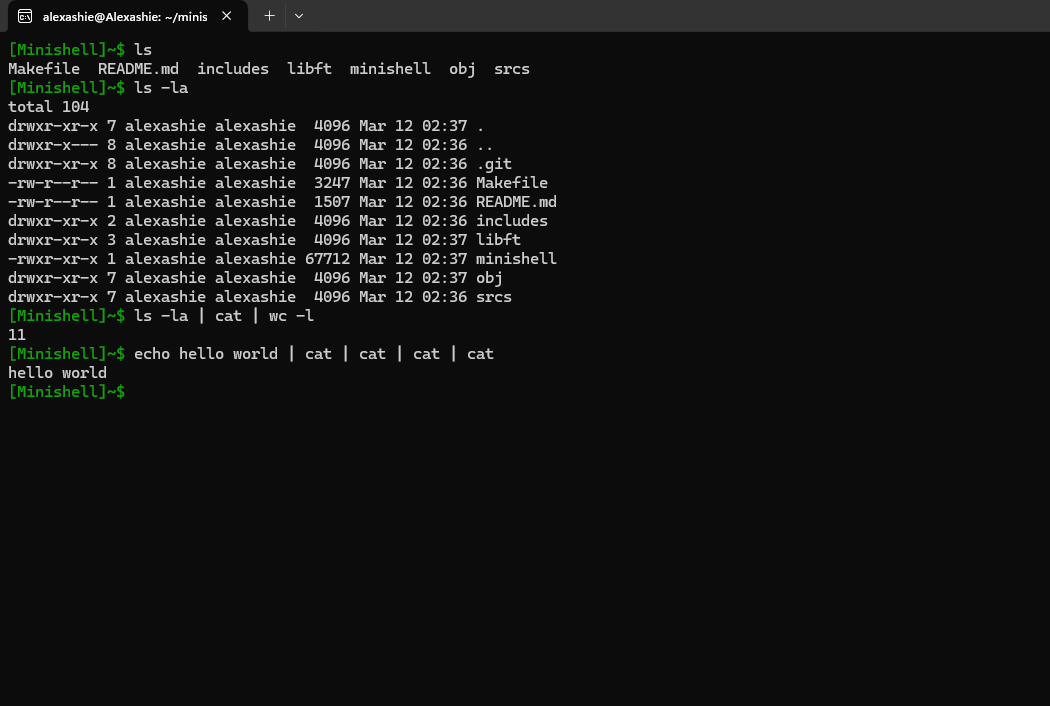 alexashie@Alexashie: ~/minis
[Minishell]~$ ls
Makefile  README.md  includes  libft  minishell  obj  srcs
[Minishell]~$ ls -la
total 104
drwxr-xr-x 7 alexashie alexashie  4096 Mar 12 02:37 .
drwxr-x--- 8 alexashie alexashie  4096 Mar 12 02:36 ..
drwxr-xr-x 8 alexashie alexashie  4096 Mar 12 02:36 .git
-rw-r--r-- 1 alexashie alexashie  3247 Mar 12 02:36 Makefile
-rw-r--r-- 1 alexashie alexashie  1507 Mar 12 02:36 README.md
drwxr-xr-x 2 alexashie alexashie  4096 Mar 12 02:36 includes
drwxr-xr-x 3 alexashie alexashie  4096 Mar 12 02:37 libft
-rwxr-xr-x 1 alexashie alexashie 67712 Mar 12 02:37 minishell
drwxr-xr-x 7 alexashie alexashie  4096 Mar 12 02:37 obj
drwxr-xr-x 7 alexashie alexashie  4096 Mar 12 02:36 srcs
[Minishell]~$ ls -la | cat | wc -l
11
[Minishell]~$ echo hello world | cat | cat | cat | cat
hello world
[Minishell]~$